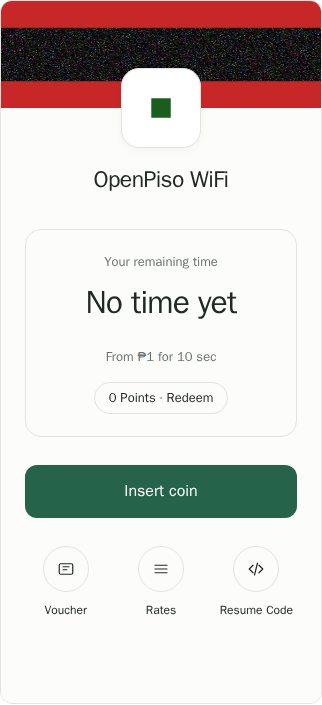 OpenPiso WiFi
Your remaining time
No time yet
From ₱1 for 10 sec
0 Points · Redeem
Insert coin
Voucher
Rates
Resume Code